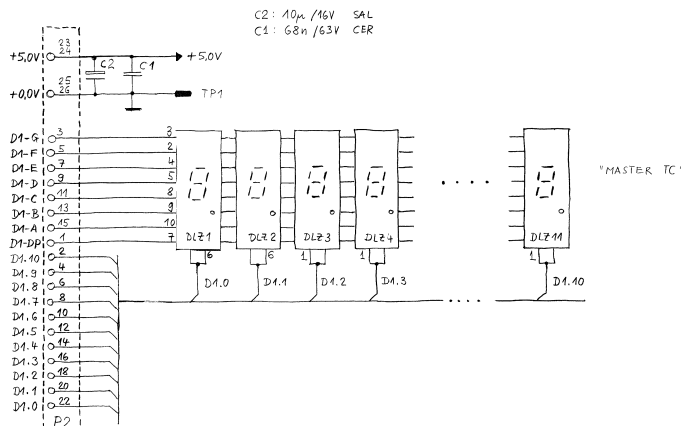 C2: 10µ/16V SAL
C1: 68n/63V CER
+5,0V 23 24 C2 C1 +5,0V
+0,0V 25 26 TP1
D1-G 3 3
D1-F 5 2
D1-E 7 4
D1-D 9 5
D1-C 11 8
D1-B 13 9
D1-A 15 10
D1-DP 1 7
"MASTER TC"
DLZ1 DLZ2 DLZ3 DLZ4 DLZ11
6 6 1 1 1
D1.0 D1.1 D1.2 D1.3 D1.10
D1.10 2
D1.9 4
D1.8 6
D1.7 8
D1.6 10
D1.5 12
D1.4 14
D1.3 16
D1.2 18
D1.1 20
D1.0 22
P2